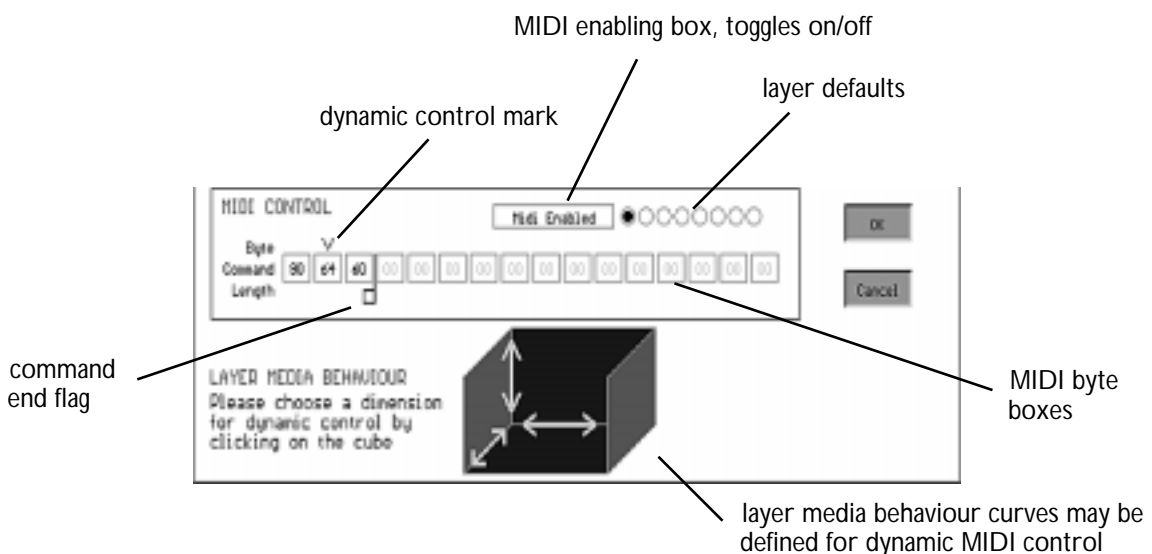 MIDI enabling box, toggles on/off
layer defaults
dynamic control mark
MIDI CONTROL
Midi Enabled
OK
Byte
V
Command 90 64 60 00 00 00 00 00 00 00 00 00 00 00 00 00
Length
Cancel
command
end flag
LAYER MEDIA BEHAVIOUR
Please choose a dimension
for dynamic control by
clicking on the cube
MIDI byte
boxes
layer media behaviour curves may be
defined for dynamic MIDI control